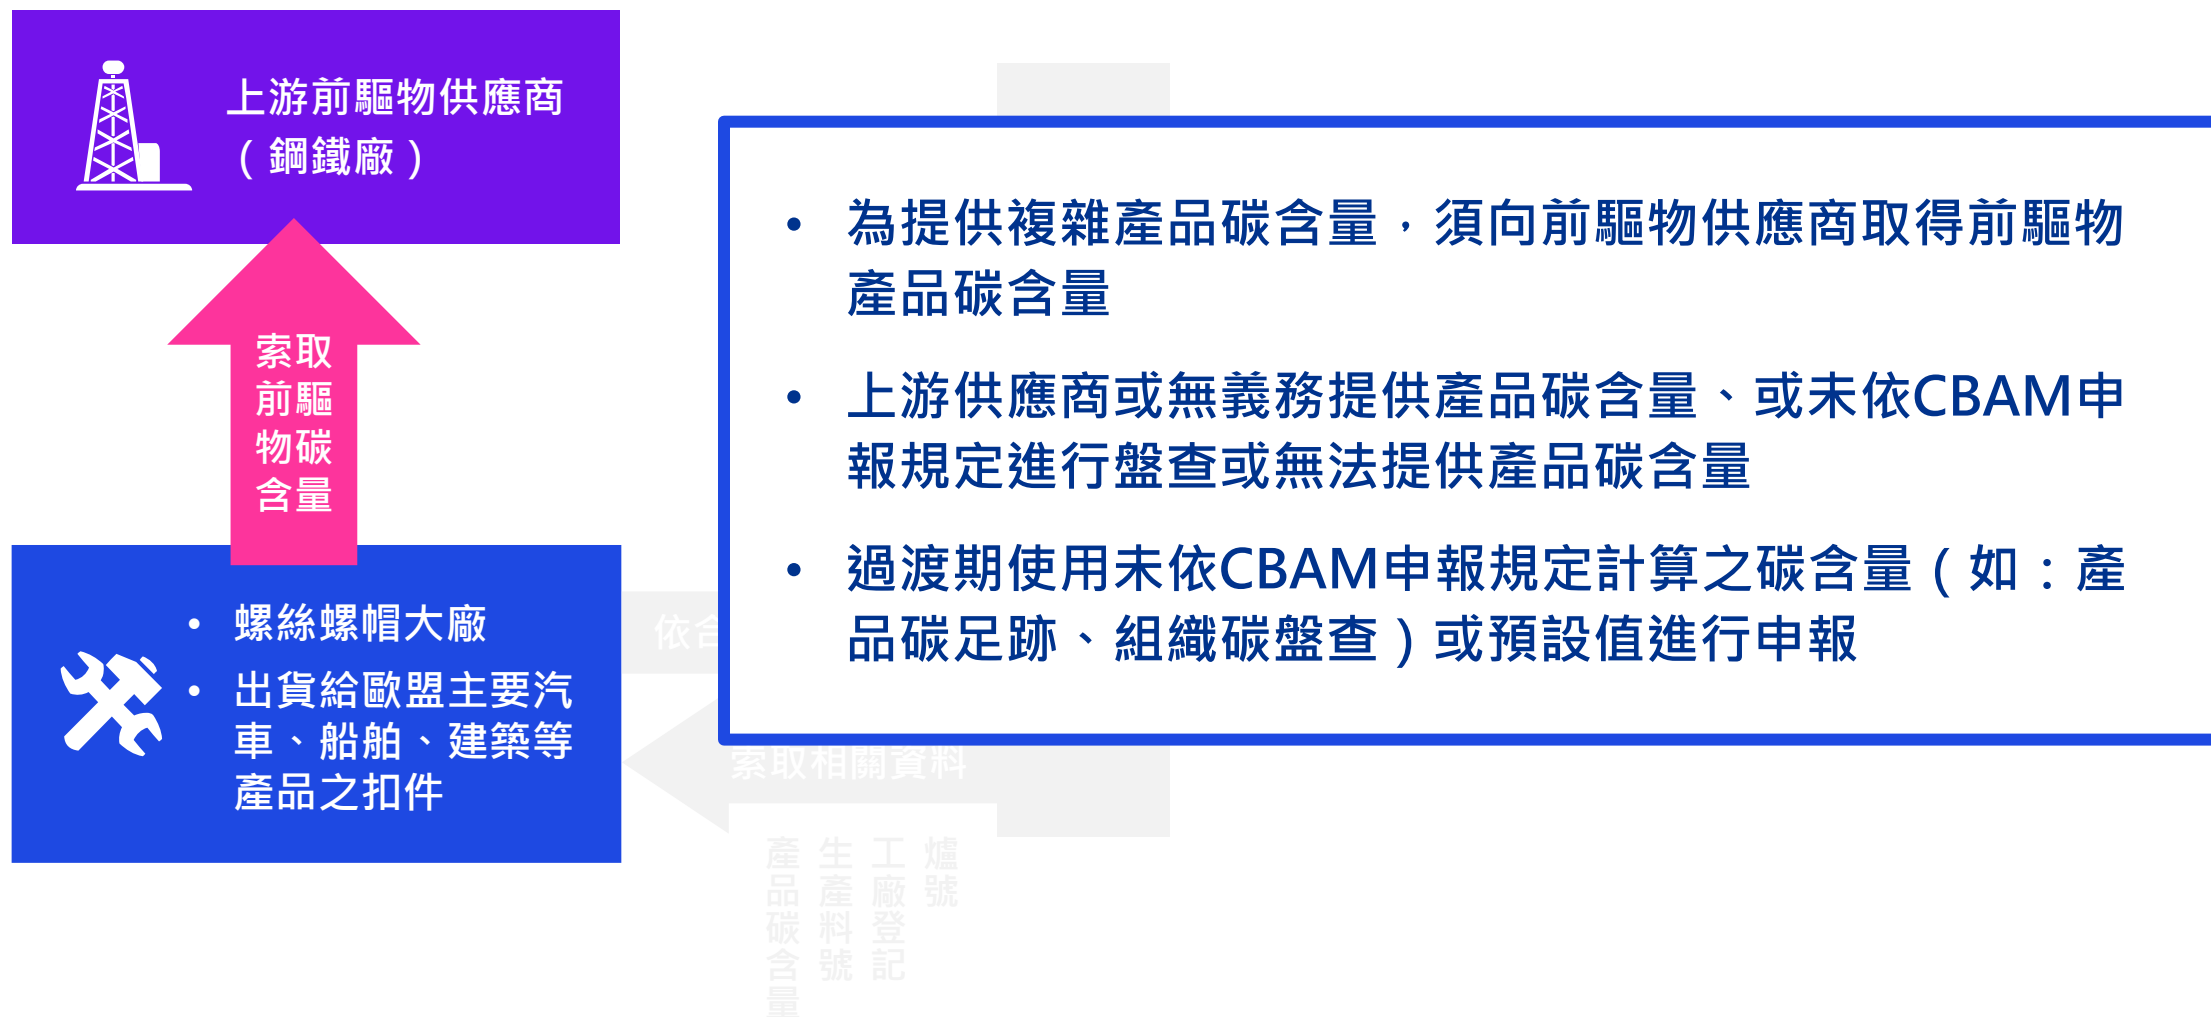 上游前驅物供應商
（鋼鐵廠）
索取
前驅
物碳
含量
• 螺絲螺帽大廠
• 出貨給歐盟主要汽
車、船舶、建築等
產品之扣件
• 為提供複雜產品碳含量，須向前驅物供應商取得前驅物
產品碳含量
• 上游供應商或無義務提供產品碳含量、或未依CBAM申
報規定進行盤查或無法提供產品碳含量
• 過渡期使用未依CBAM申報規定計算之碳含量（如：產
品碳足跡、組織碳盤查）或預設值進行申報
依合
索取相關資料
產品碳含量
生產料號
工廠登記
爐號